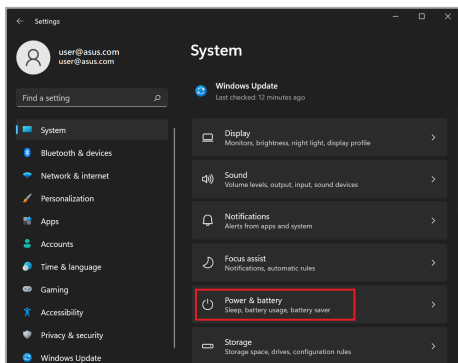 Settings
user@asus.com
user@asus.com
Find a setting
System
Bluetooth & devices
Network & internet
Personalization
Apps
Accounts
Time & language
Gaming
Accessibility
Privacy & security
Windows Update
System
Windows Update
Last checked: 12 minutes ago
Display
Monitors, brightness, night light, display profile
Sound
Volume levels, output, input, sound devices
Notifications
Alerts from apps and system
Focus assist
Notifications, automatic rules
Power & battery
Sleep, battery usage, battery saver
Storage
Storage space, drives, configuration rules